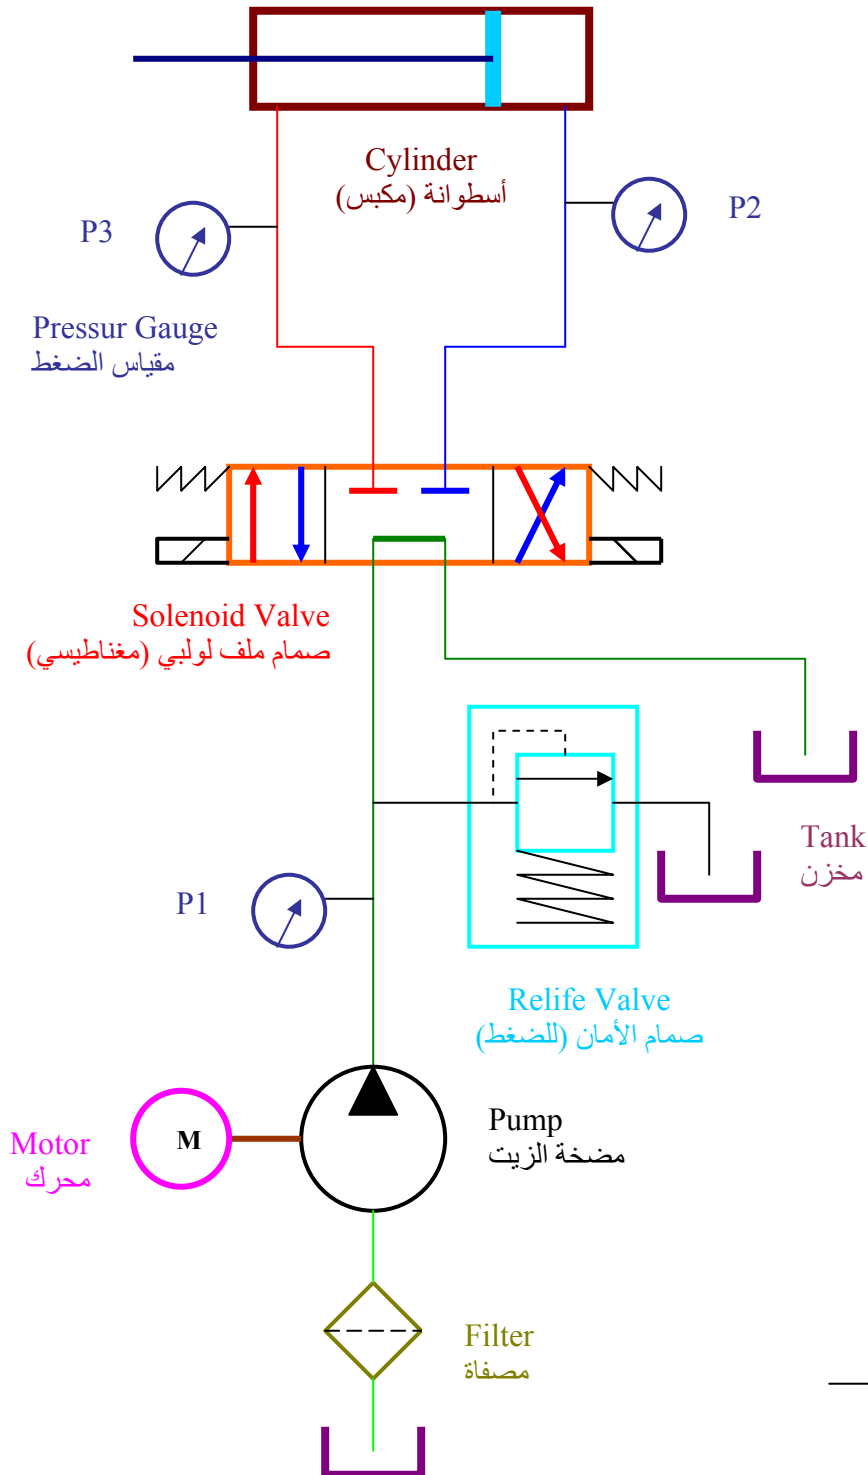 Cylinder
أسطوانة (مكبس)
P3
P2
Pressur Gauge
مقياس الضغط
Solenoid Valve
صمام ملف لولبي (مغناطيسي)
Tank
مخزن
P1
Relife Valve
صمام الأمان (للضغط)
Pump
مضخة الزيت
M
Motor
محرك
Filter
مصفاة